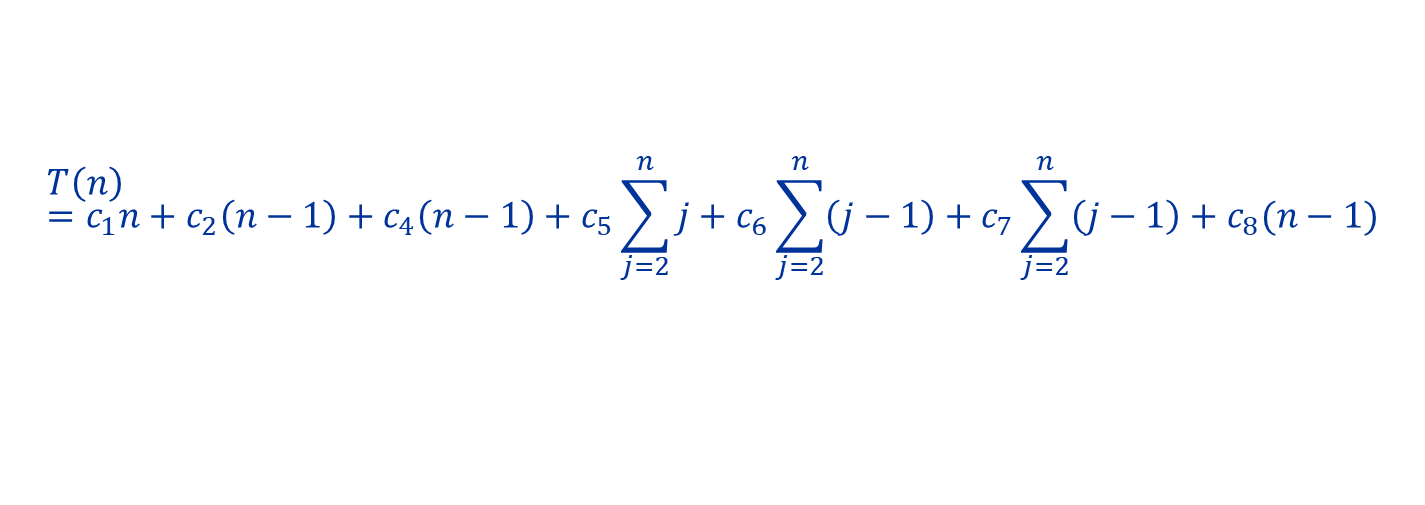 T(n)
= c₁n + c₂(n − 1) + c₄(n − 1) + c₅ ∑_{j=2}^{n} j + c₆ ∑_{j=2}^{n} (j − 1) + c₇ ∑_{j=2}^{n} (j − 1) + c₈(n − 1)